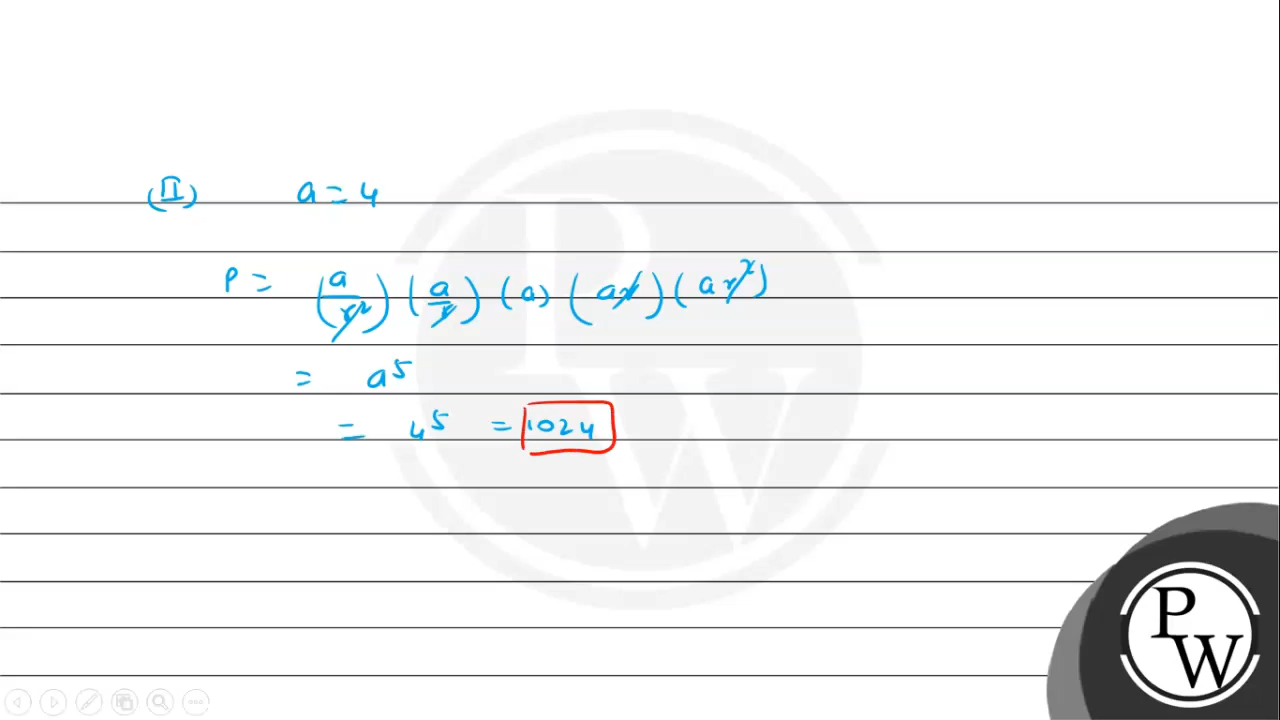 (II) a = 4
P = (a/r²) (a/r) (a) (ar) (ar²)
= a⁵
= 4⁵ = 1024
P
W
P
W